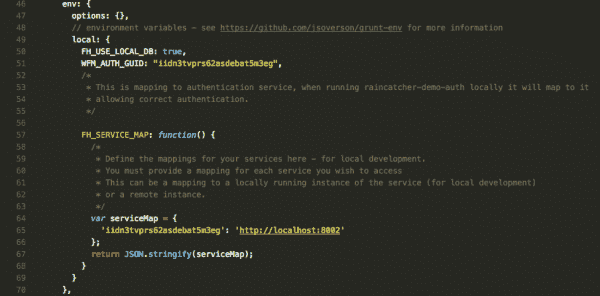 46 env: {
47 options: {},
48 // environment variables - see https://github.com/jsoverson/grunt-env for more information
49 local: {
50 FH_USE_LOCAL_DB: true,
51 WFM_AUTH_GUID: "iidn3tvprs62asdebat5m3eg",
52 /*
53 * This is mapping to authentication service, when running raincatcher-demo-auth locally it will map to it
54 * allowing correct authentication.
55 */
56
57 FH_SERVICE_MAP: function() {
58 /*
59 * Define the mappings for your services here - for local development.
60 * You must provide a mapping for each service you wish to access
61 * This can be a mapping to a locally running instance of the service (for local development)
62 * or a remote instance.
63 */
64 var serviceMap = {
65 'iidn3tvprs62asdebat5m3eg': 'http://localhost:8002'
66 };
67 return JSON.stringify(serviceMap);
68 }
69 }
70 },